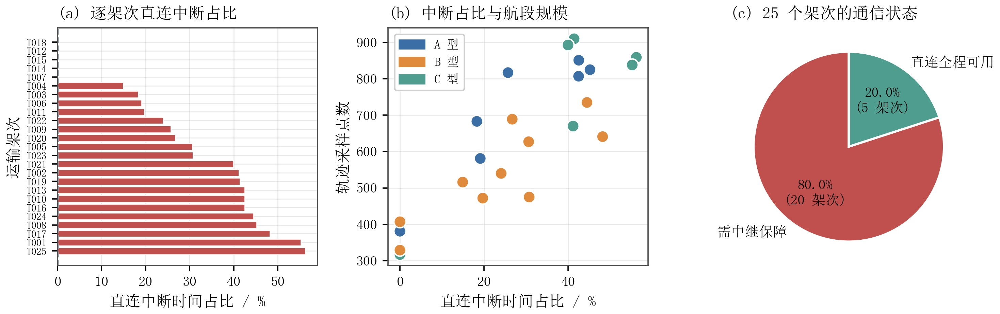 (a) 逐架次直连中断占比
运输架次
T018
T012
T015
T014
T007
T004
T003
T006
T011
T022
T009
T020
T005
T023
T021
T002
T019
T013
T010
T016
T024
T008
T017
T001
T025
0 10 20 30 40 50
直连中断时间占比 / %
(b) 中断占比与航段规模
A 型
B 型
C 型
轨迹采样点数
900
800
700
600
500
400
300
0 20 40
直连中断时间占比 / %
(c) 25 个架次的通信状态
直连全程可用
20.0%
(5 架次)
80.0%
(20 架次)
需中继保障